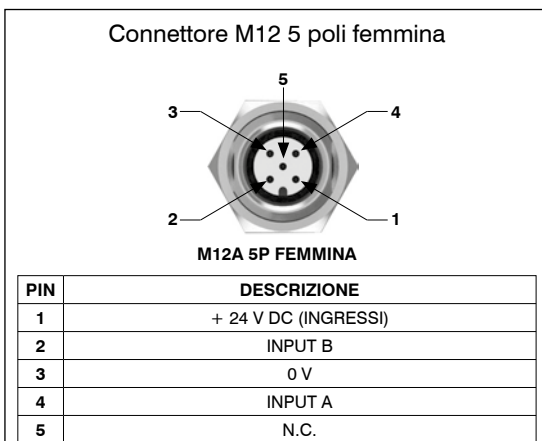 Connettore M12 5 poli femmina
5
3
4
2
1
M12A 5P FEMMINA
PIN DESCRIZIONE
1 + 24 V DC (INGRESSI)
2 INPUT B
3 0 V
4 INPUT A
5 N.C.